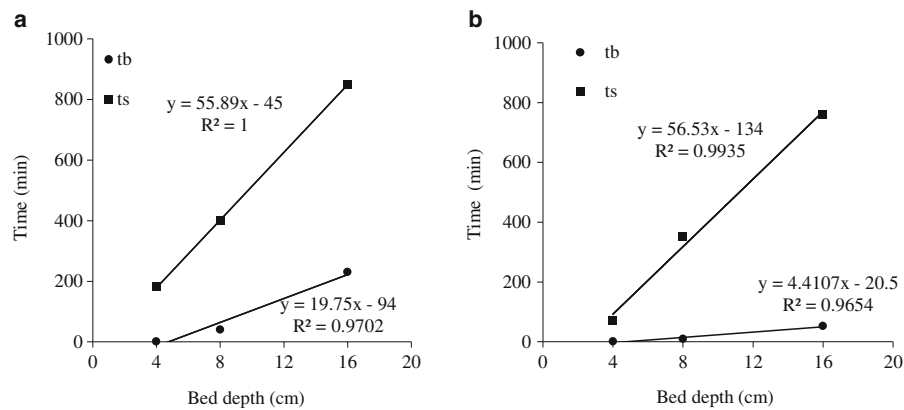 a
1000
800
600
400
200
0
Time (min)
tb
ts
y = 55.89x - 45
R² = 1
y = 19.75x - 94
R² = 0.9702
0 4 8 12 16 20
Bed depth (cm)
b
1000
800
600
400
200
0
Time (min)
tb
ts
y = 56.53x - 134
R² = 0.9935
y = 4.4107x - 20.5
R² = 0.9654
0 4 8 12 16 20
Bed depth (cm)